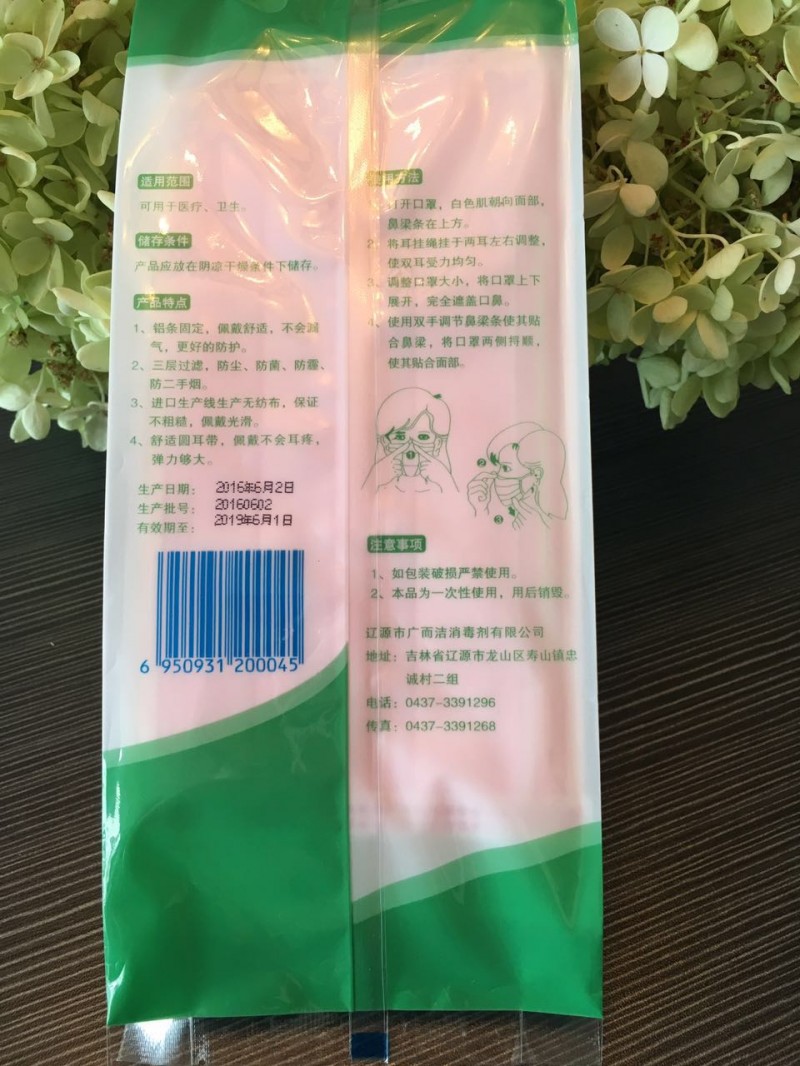 适用范围
可用于医疗、卫生。
储存条件
产品应放在阴凉干燥条件下储存。
产品特点
1、铝条固定，佩戴舒适，不会漏
气，更好的防护。
2、三层过滤，防尘、防菌、防霾、
防二手烟。
3、进口生产线生产无纺布，保证
不粗糙，佩戴光滑。
4、舒适圆耳带，佩戴不会耳疼，
弹力够大。
生产日期： 2016年6月2日
生产批号： 20160602
有效期至： 2019年6月1日
6 950931 200045
方法
打开口罩，白色肌朝向面部，
鼻梁条在上方。
2、将耳挂绳挂于两耳左右调整，
使双耳受力均匀。
3、调整口罩大小，将口罩上下
展开，完全遮盖口鼻。
4、使用双手调节鼻梁条使其贴
合鼻梁，将口罩两侧捋顺，
使其贴合面部。
1
2
3
注意事项
1、如包装破损严禁使用。
2、本品为一次性使用，用后销毁。
辽源市广而洁消毒剂有限公司
地址：吉林省辽源市龙山区寿山镇忠
诚村二组
电话：0437-3391296
传真：0437-3391268